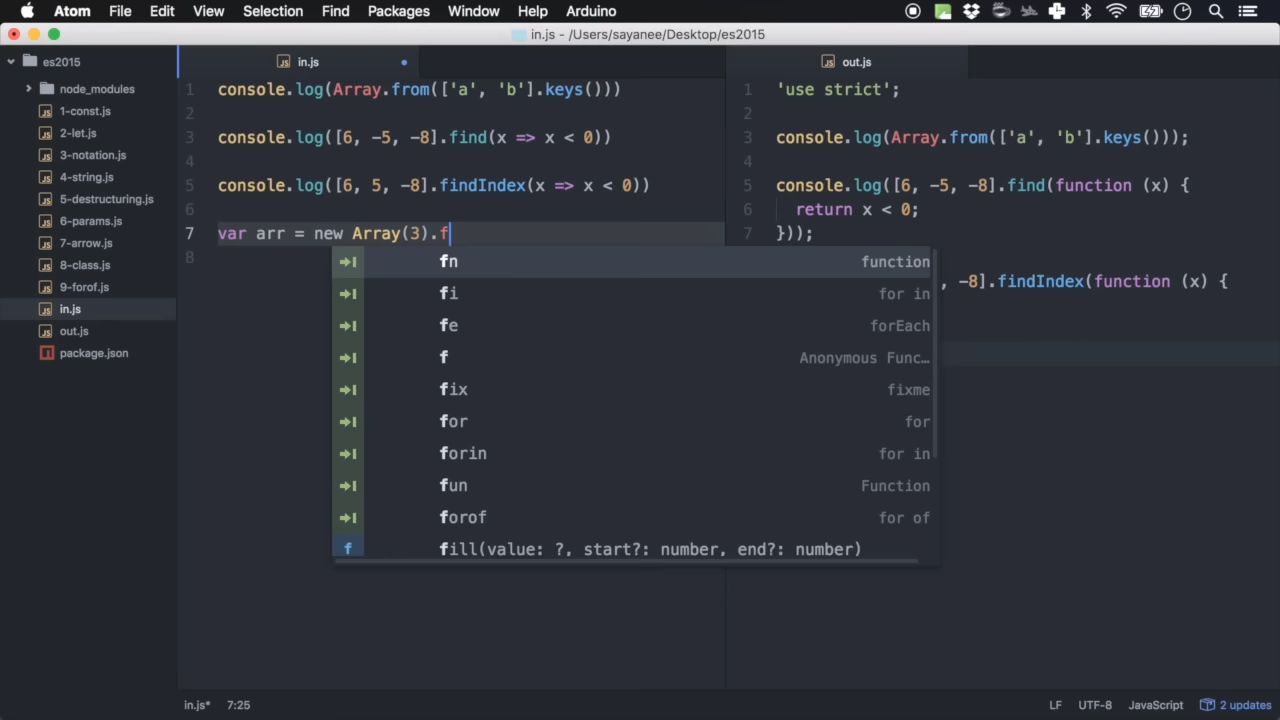 Atom File Edit View Selection Find Packages Window Help Arduino
in.js - /Users/sayanee/Desktop/es2015
es2015
node_modules
1-const.js
2-let.js
3-notation.js
4-string.js
5-destructuring.js
6-params.js
7-arrow.js
8-class.js
9-forof.js
in.js
out.js
package.json
in.js
1 console.log(Array.from(['a', 'b'].keys()))
2
3 console.log([6, -5, -8].find(x => x < 0))
4
5 console.log([6, 5, -8].findIndex(x => x < 0))
6
7 var arr = new Array(3).f
8
fn function
fi for in
fe forEach
f Anonymous Func…
fix fixme
for for
forin for in
fun Function
forof for of
f fill(value: ?, start?: number, end?: number)
out.js
1 'use strict';
2
3 console.log(Array.from(['a', 'b'].keys()));
4
5 console.log([6, -5, -8].find(function (x) {
6 return x < 0;
7 }));
, -8].findIndex(function (x) {
in.js* 7:25 LF UTF-8 JavaScript 2 updates